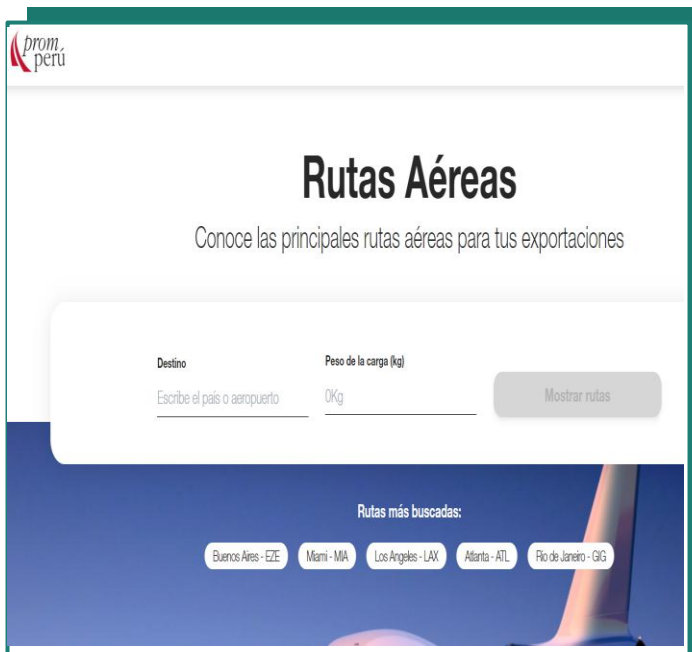 prom
perú
Rutas Aéreas
Conoce las principales rutas aéreas para tus exportaciones
Destino
Peso de la carga (kg)
Escribe el país o aeropuerto
0Kg
Mostrar rutas
Rutas más buscadas:
Buenos Aires - EZE
Miami - MIA
Los Angeles - LAX
Atlanta - ATL
Rio de Janeiro - GIG